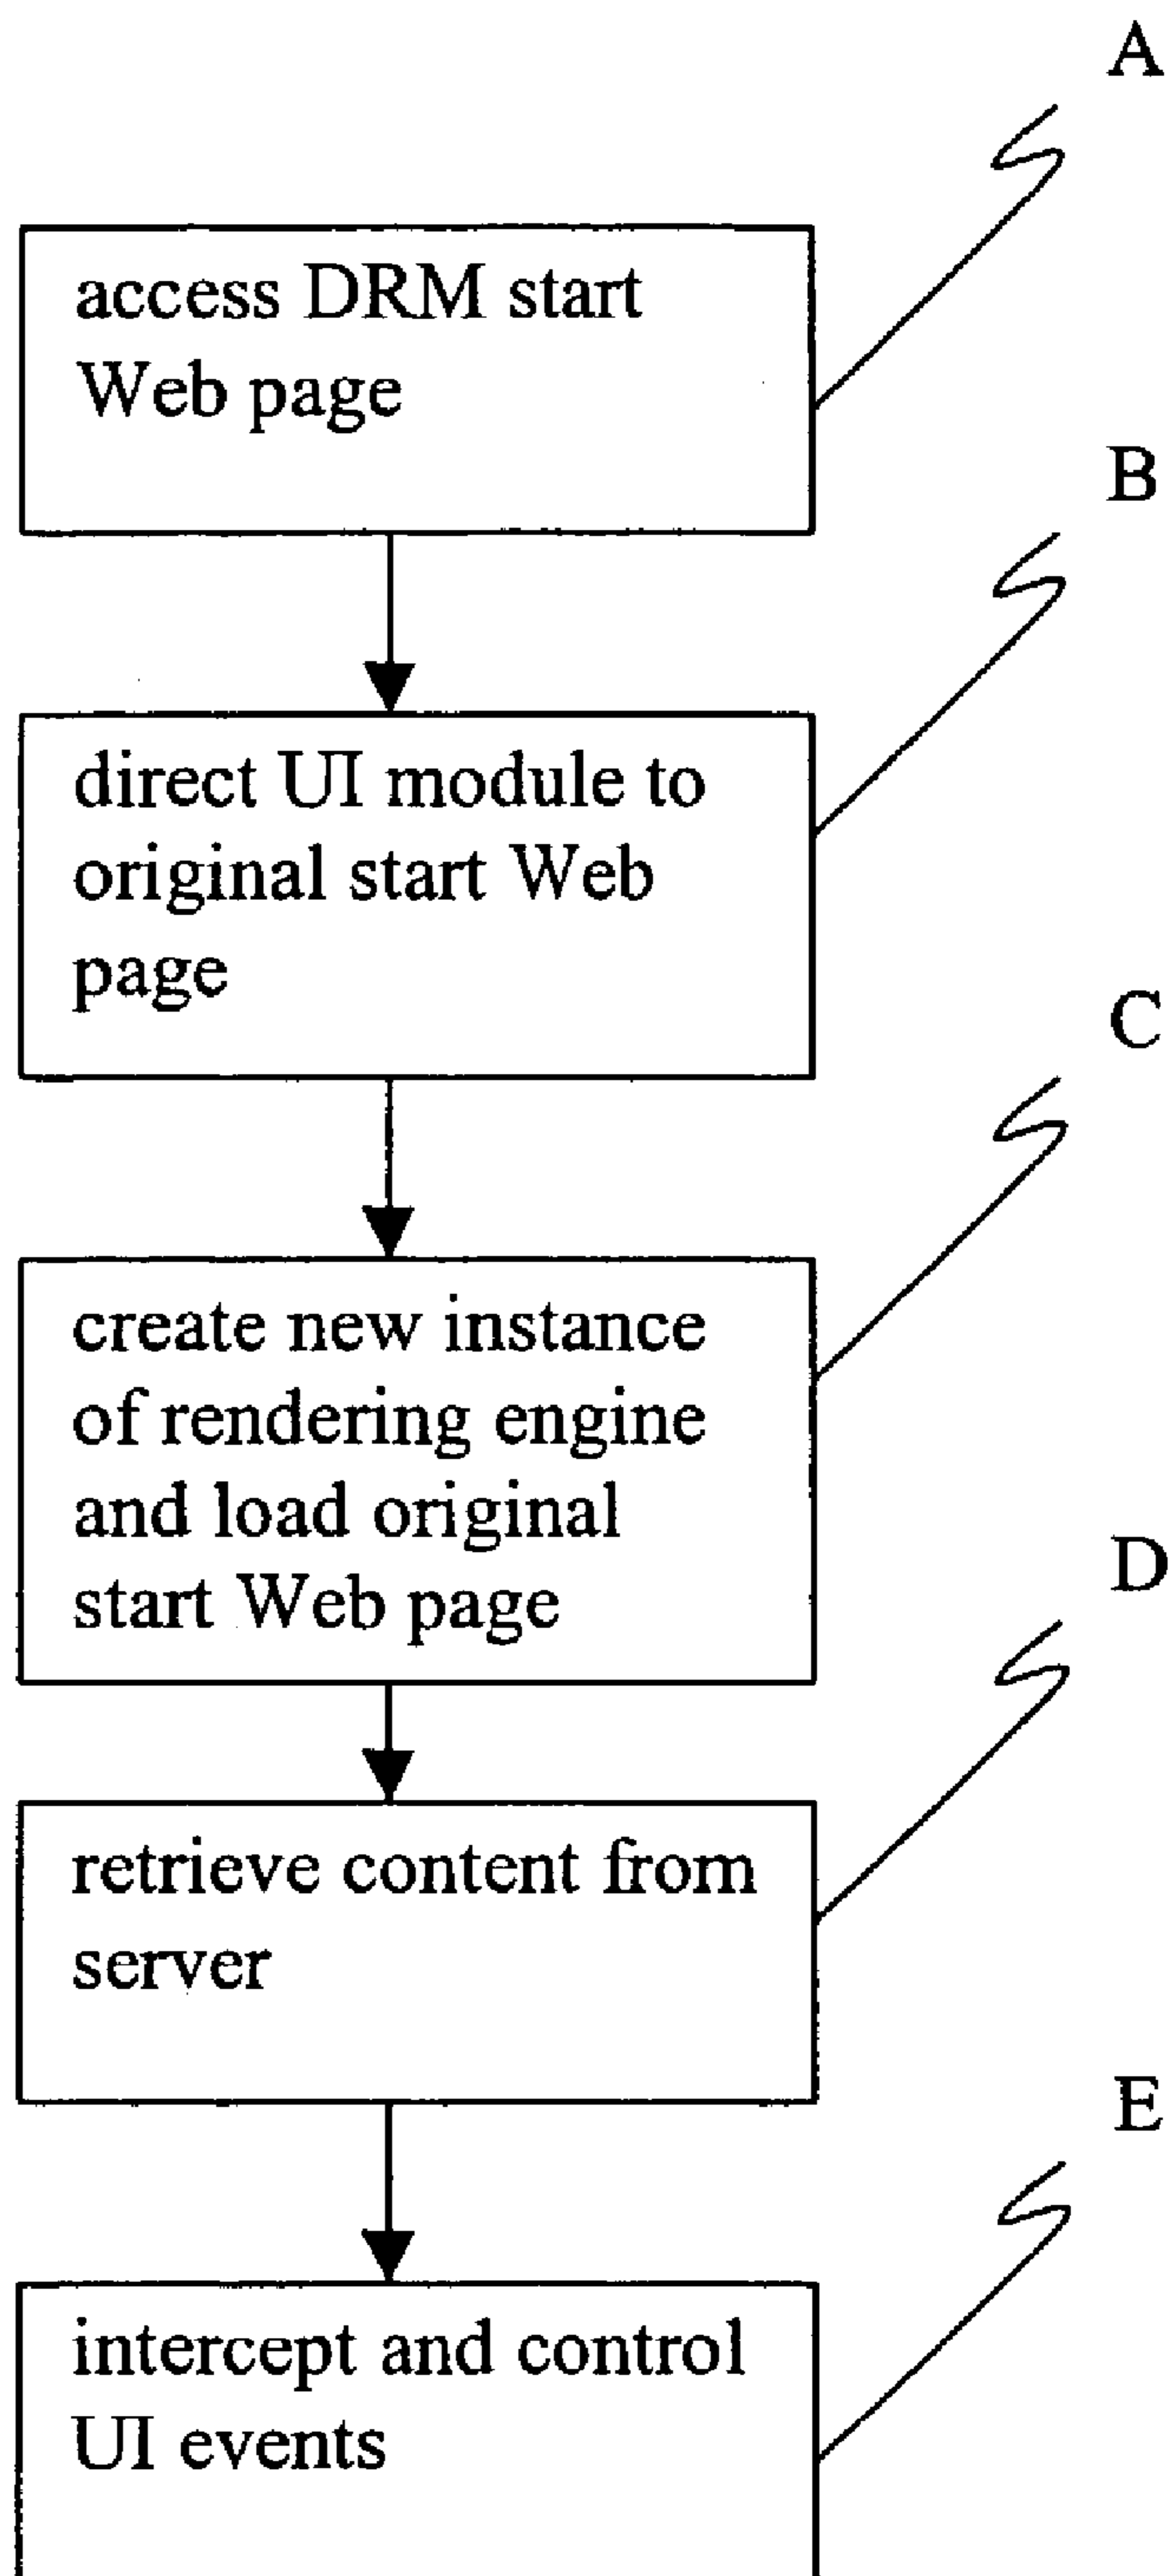 A
access DRM start
Web page
B
direct UI module to
original start Web
page
C
create new instance
of rendering engine
and load original
start Web page
D
retrieve content from
server
E
intercept and control
UI events